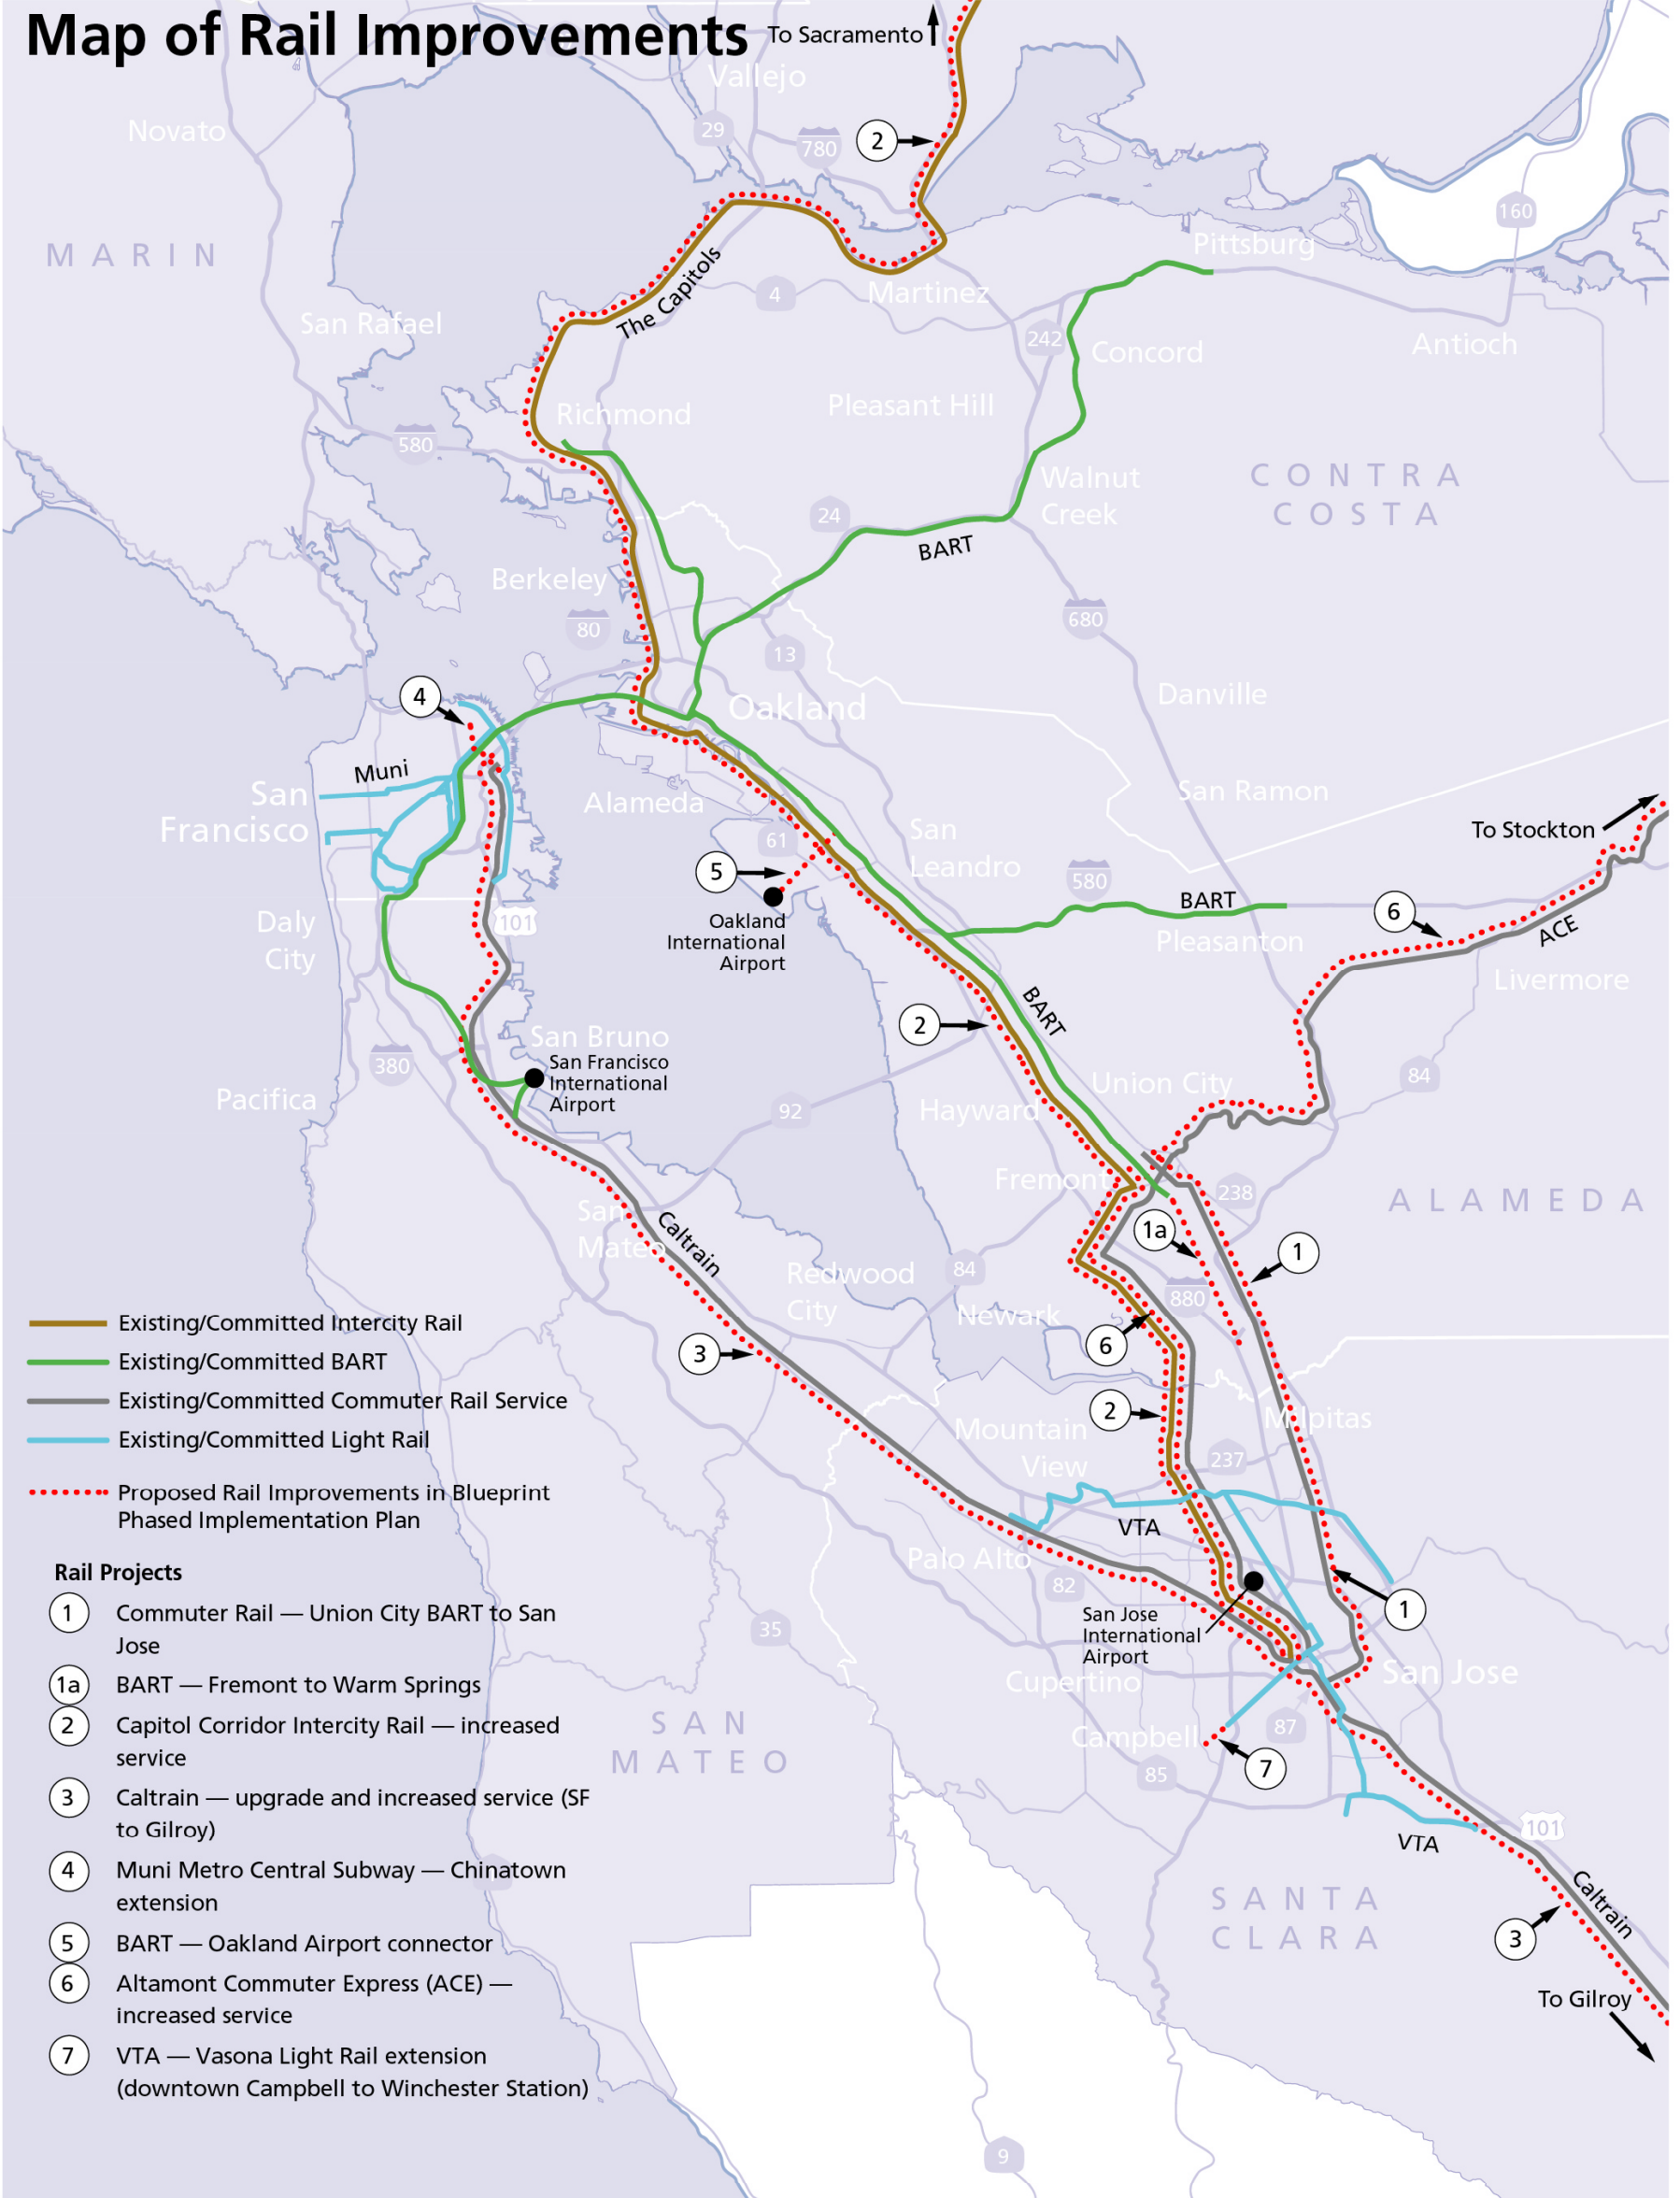 Map of Rail Improvements
To Sacramento
Vallejo
Novato
29
780
2
160
MARIN
Pittsburg
The Capitols
4
Martinez
San Rafael
242
Concord
Antioch
Richmond
Pleasant Hill
580
CONTRA
COSTA
Walnut
Creek
24
BART
Berkeley
80
680
13
4
Oakland
Danville
Muni
San
Francisco
Alameda
San Ramon
To Stockton
61
San
Leandro
5
580
BART
6
ACE
Daly
City
101
Oakland
International
Airport
Pleasanton
Livermore
2
BART
San Bruno
San Francisco
International
Airport
380
Pacifica
92
Hayward
Union City
84
Fremont
238
ALAMEDA
San
Mateo
Caltrain
1a
1
Redwood
City
84
880
Newark
6
3
2
Milpitas
Mountain
View
237
VTA
Palo Alto
82
San Jose
International
Airport
1
35
Cupertino
San Jose
SAN
MATEO
Campbell
87
7
85
101
VTA
Caltrain
SANTA
CLARA
3
To Gilroy
9
Existing/Committed Intercity Rail
Existing/Committed BART
Existing/Committed Commuter Rail Service
Existing/Committed Light Rail
Proposed Rail Improvements in Blueprint
Phased Implementation Plan
Rail Projects
1 Commuter Rail — Union City BART to San
Jose
1a BART — Fremont to Warm Springs
2 Capitol Corridor Intercity Rail — increased
service
3 Caltrain — upgrade and increased service (SF
to Gilroy)
4 Muni Metro Central Subway — Chinatown
extension
5 BART — Oakland Airport connector
6 Altamont Commuter Express (ACE) —
increased service
7 VTA — Vasona Light Rail extension
(downtown Campbell to Winchester Station)